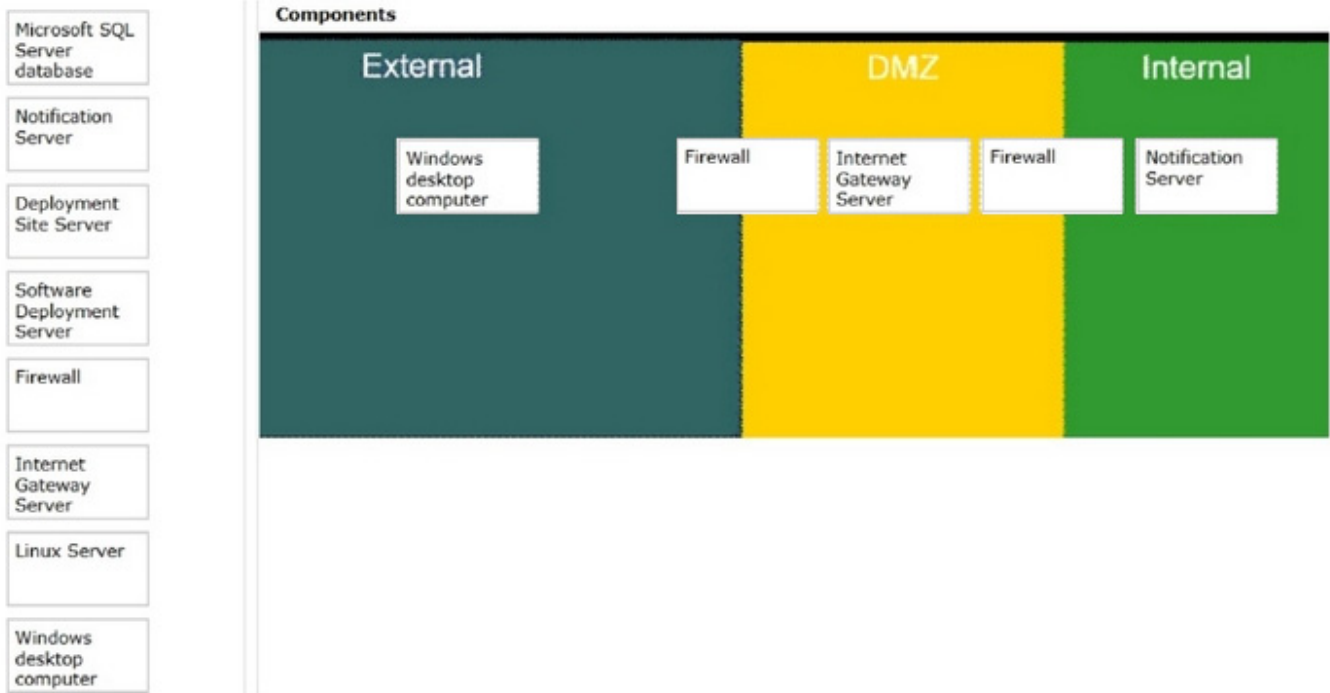 Microsoft SQL
Server
database
Notification
Server
Deployment
Site Server
Software
Deployment
Server
Firewall
Internet
Gateway
Server
Linux Server
Windows
desktop
computer
Components
External
DMZ
Internal
Windows
desktop
computer
Firewall
Internet
Gateway
Server
Firewall
Notification
Server